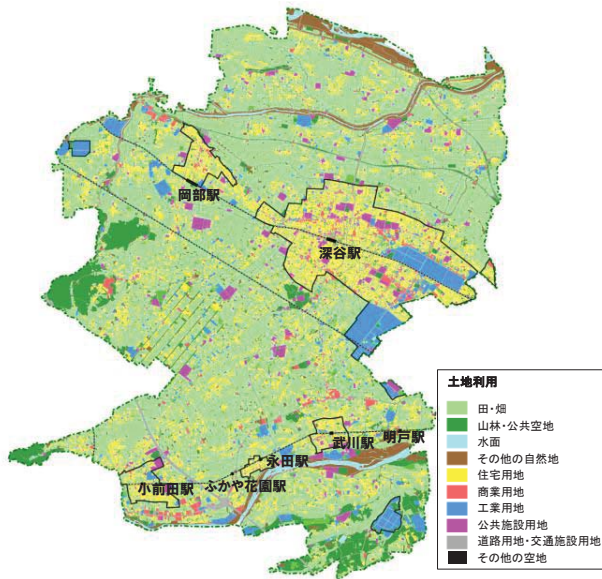 岡部駅
深谷駅
武川駅
明戸駅
永田駅
ふかや花園駅
小前田駅
土地利用
田・畑
山林・公共空地
水面
その他の自然地
住宅用地
商業用地
工業用地
公共施設用地
道路用地・交通施設用地
その他の空地